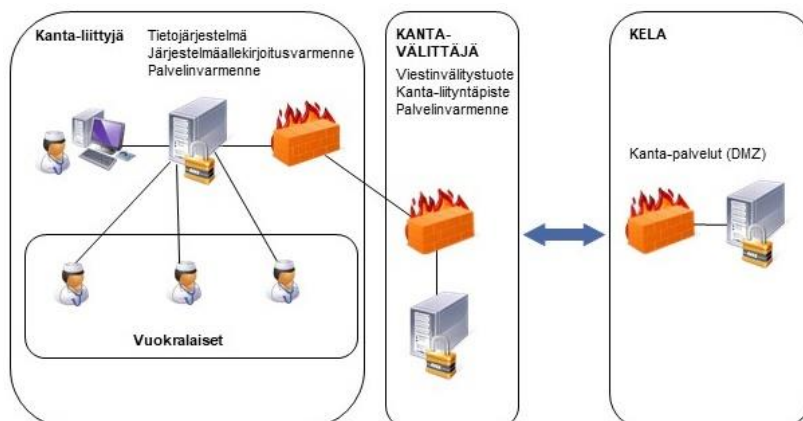 Kanta-liittyjä
Tietojärjestelmä
Järjestelmäallekirjoitusvarmenne
Palvelinvarmenne
Vuokralaiset
KANTA-
VÄLITTÄJÄ
Viestinvälitystuote
Kanta-liityntäpiste
Palvelinvarmenne
KELA
Kanta-palvelut (DMZ)